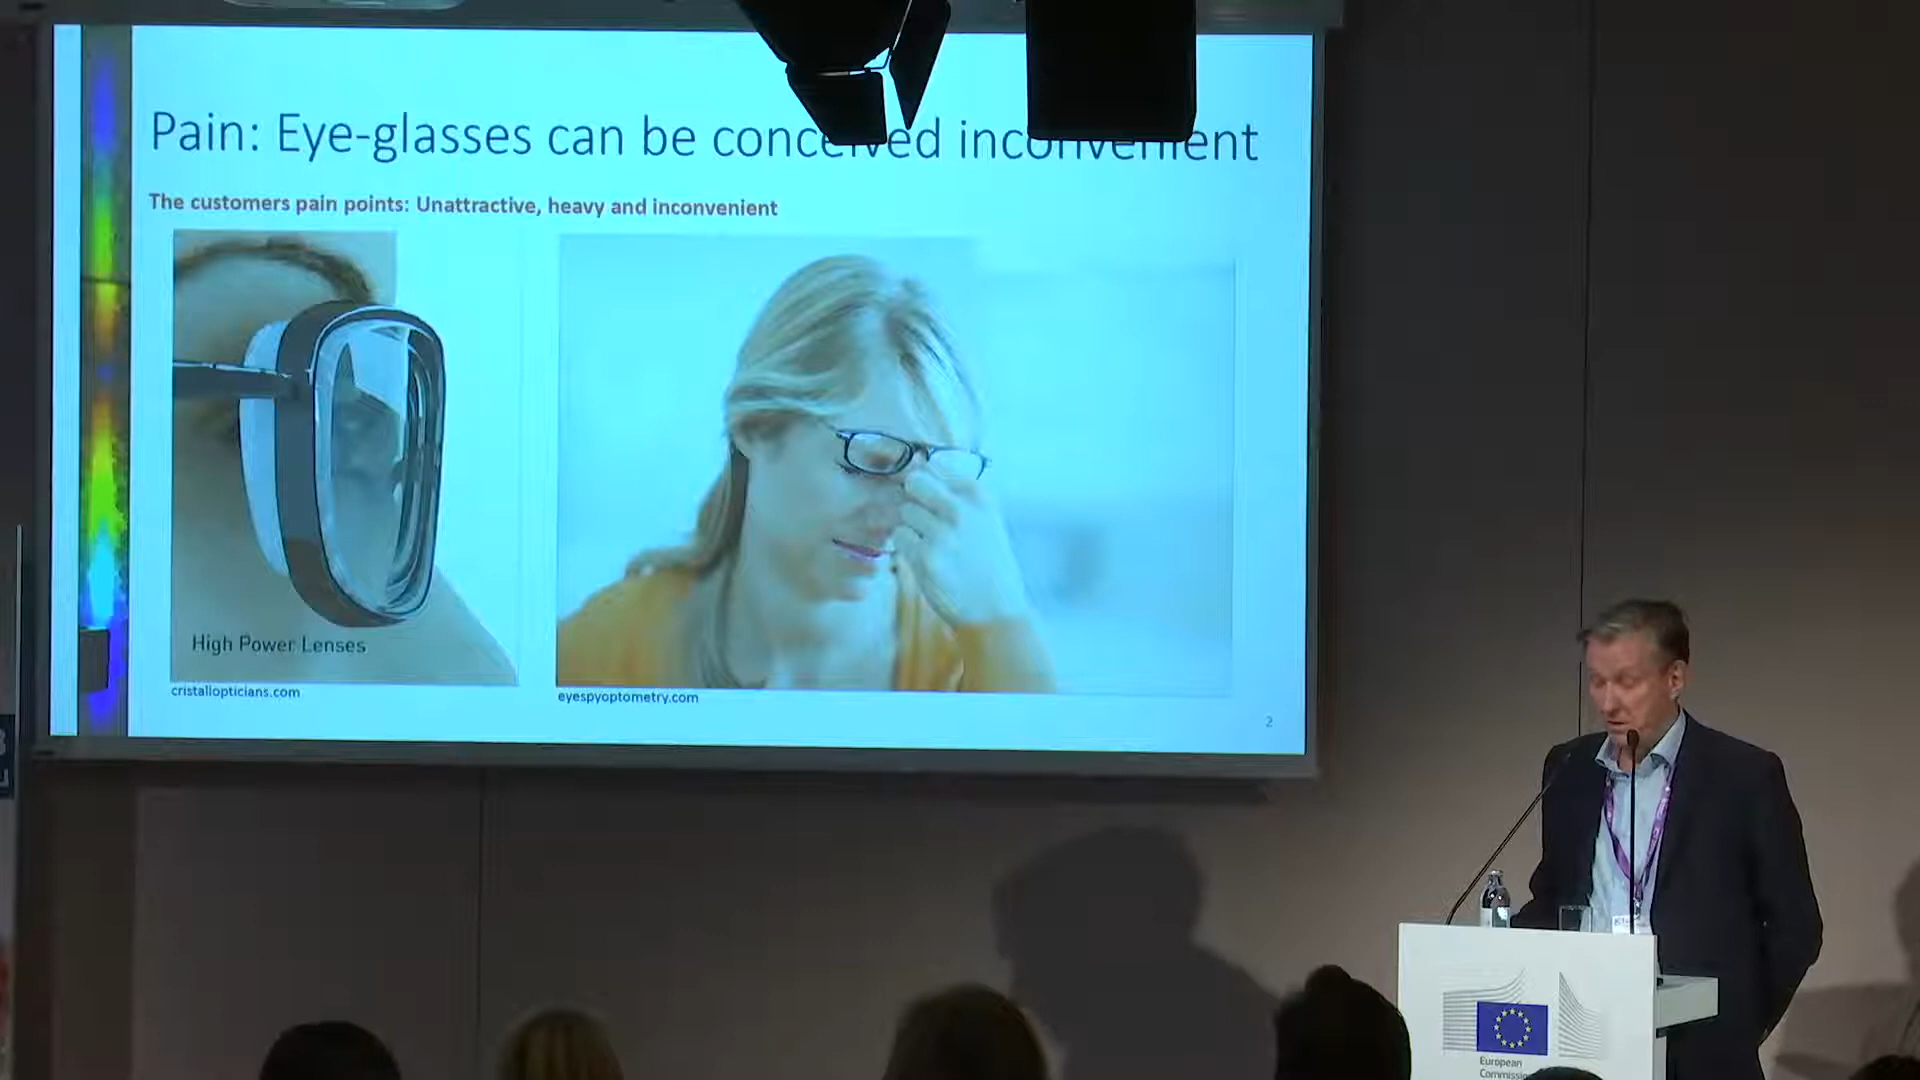 Pain: Eye-glasses can be conceived inconvenient
The customers pain points: Unattractive, heavy and inconvenient
High Power Lenses
cristallopticians.com
eyespyoptometry.com
2
European